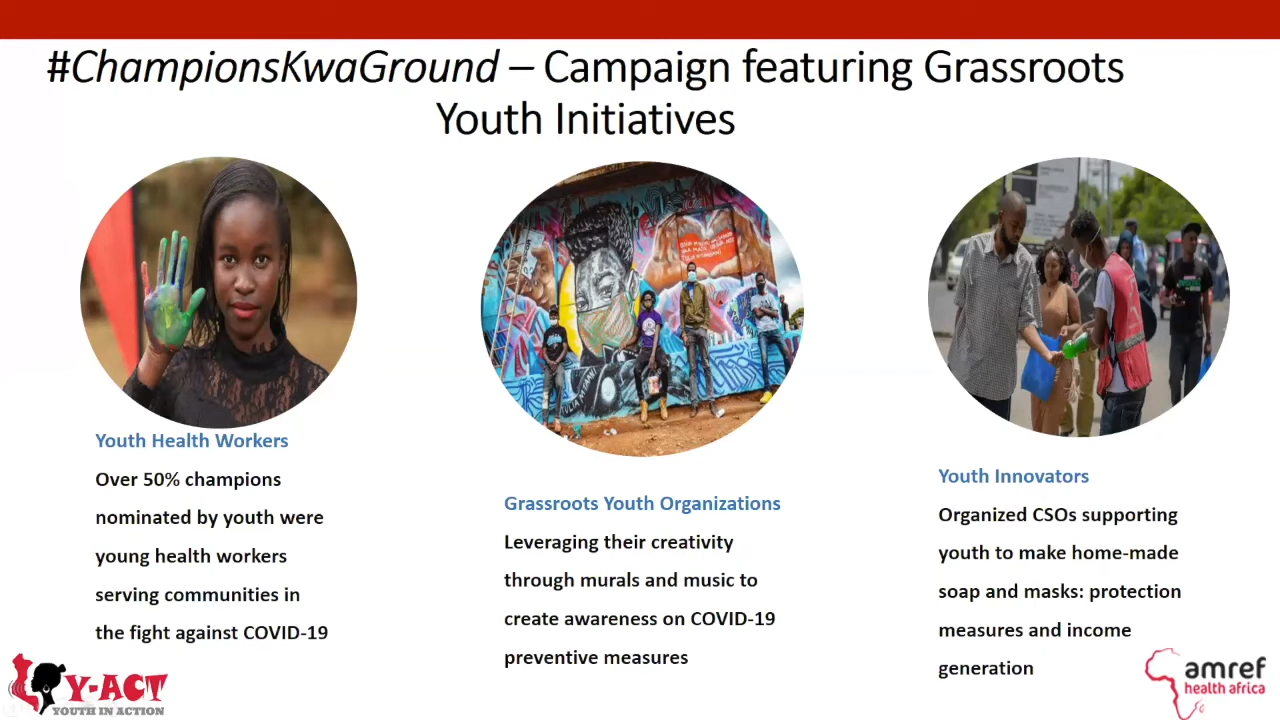 #ChampionsKwaGround – Campaign featuring Grassroots
Youth Initiatives
Youth Health Workers
Over 50% champions
nominated by youth were
young health workers
serving communities in
the fight against COVID-19
Grassroots Youth Organizations
Leveraging their creativity
through murals and music to
create awareness on COVID-19
preventive measures
Youth Innovators
Organized CSOs supporting
youth to make home-made
soap and masks: protection
measures and income
generation
Y-ACT
YOUTH IN ACTION
amref
health africa